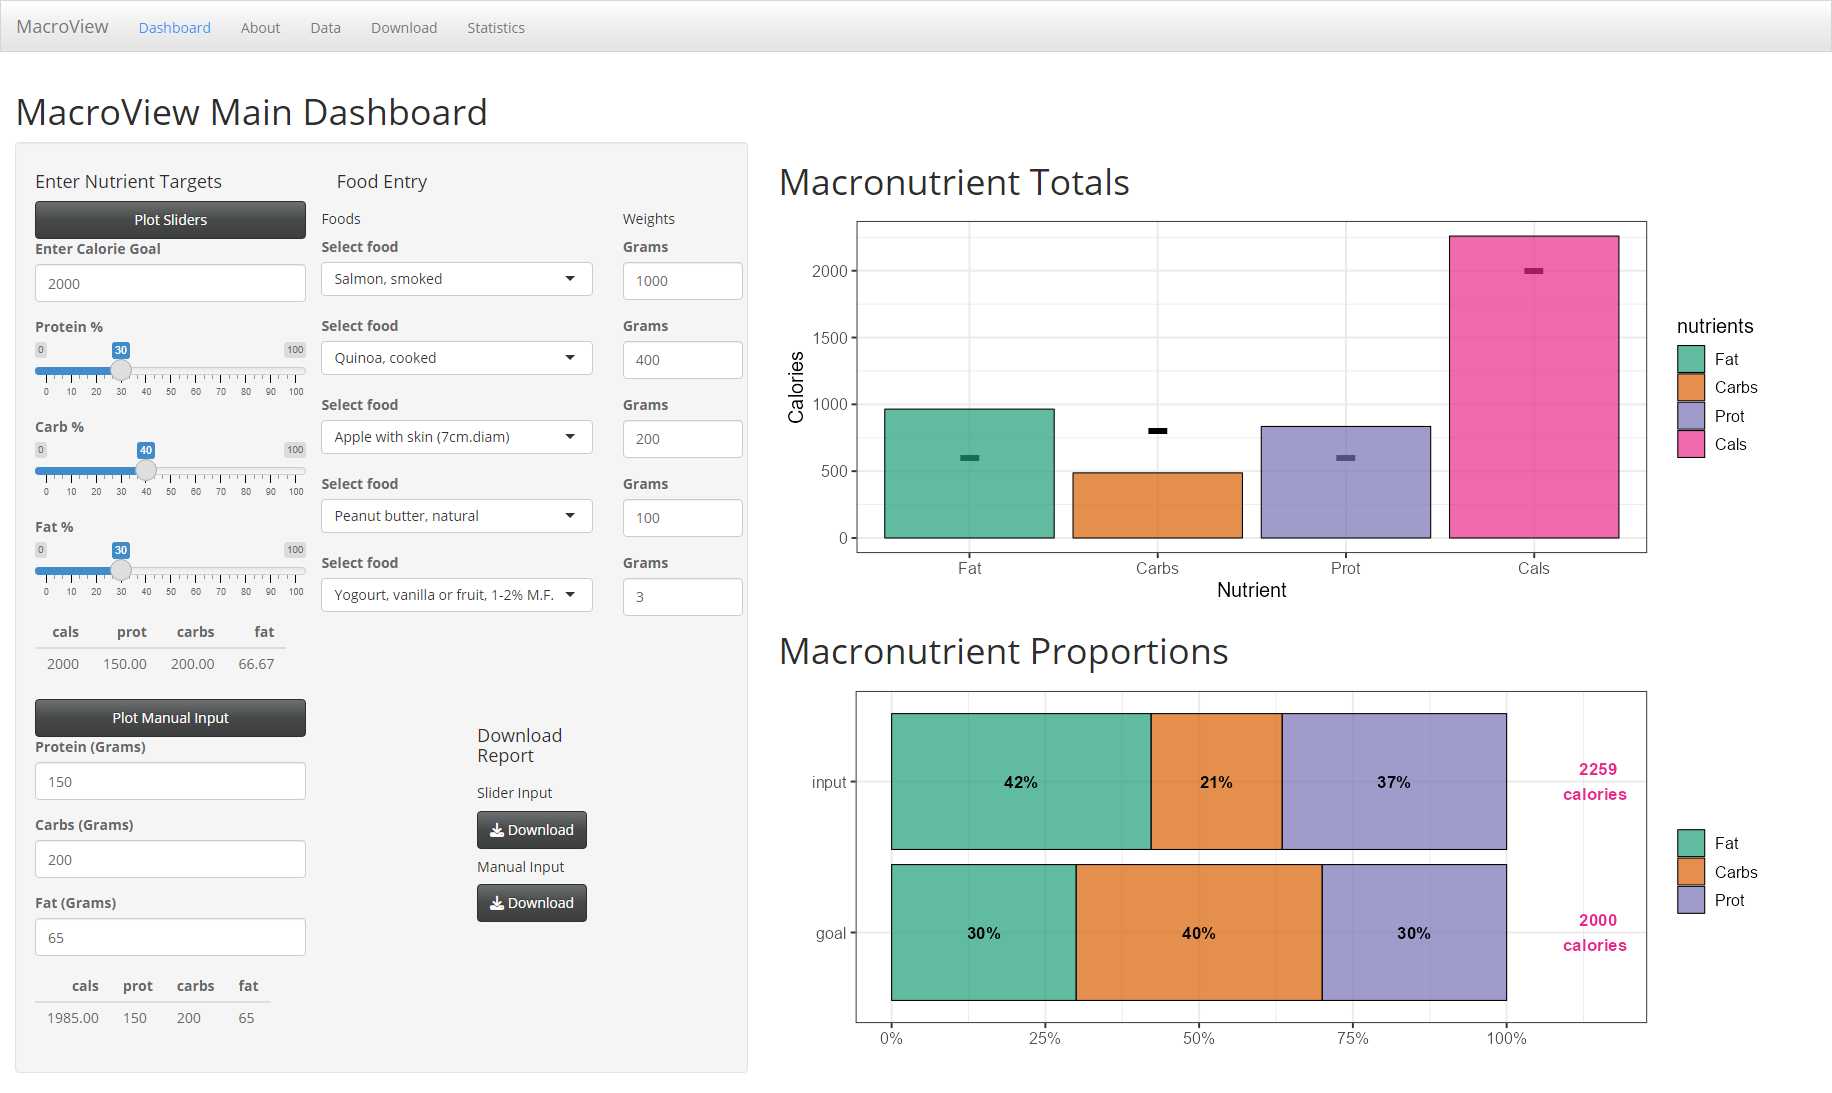 MacroView Dashboard About Data Download Statistics
MacroView Main Dashboard
Enter Nutrient Targets
Plot Sliders
Enter Calorie Goal
2000
Protein %
0 30 100
0 10 20 30 40 50 60 70 80 90 100
Carb %
0 40 100
0 10 20 30 40 50 60 70 80 90 100
Fat %
0 30 100
0 10 20 30 40 50 60 70 80 90 100
cals prot carbs fat
2000 150.00 200.00 66.67
Plot Manual Input
Protein (Grams)
150
Carbs (Grams)
200
Fat (Grams)
65
cals prot carbs fat
1985.00 150 200 65
Food Entry
Foods Weights
Select food Grams
Salmon, smoked 1000
Select food Grams
Quinoa, cooked 400
Select food Grams
Apple with skin (7cm.diam) 200
Select food Grams
Peanut butter, natural 100
Select food Grams
Yogourt, vanilla or fruit, 1-2% M.F. 3
Download
Report
Slider Input
Download
Manual Input
Download
Macronutrient Totals
Calories
2000
1500
1000
500
0
Fat Carbs Prot Cals
Nutrient
nutrients
Fat
Carbs
Prot
Cals
Macronutrient Proportions
input 42% 21% 37% 2259
calories
goal 30% 40% 30% 2000
calories
0% 25% 50% 75% 100%
Fat
Carbs
Prot